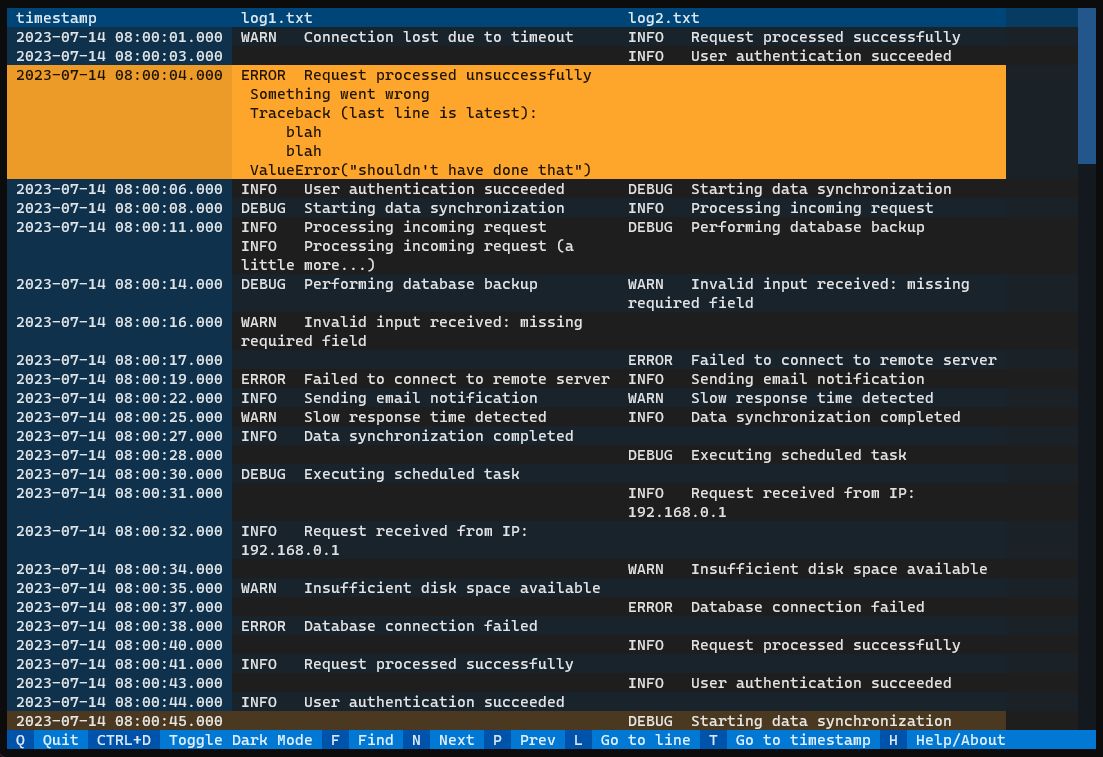 timestamp log1.txt log2.txt
2023-07-14 08:00:01.000 WARN Connection lost due to timeout INFO Request processed successfully
2023-07-14 08:00:03.000 INFO User authentication succeeded
2023-07-14 08:00:04.000 ERROR Request processed unsuccessfully
Something went wrong
Traceback (last line is latest):
blah
blah
ValueError("shouldn't have done that")
2023-07-14 08:00:06.000 INFO User authentication succeeded DEBUG Starting data synchronization
2023-07-14 08:00:08.000 DEBUG Starting data synchronization INFO Processing incoming request
2023-07-14 08:00:11.000 INFO Processing incoming request DEBUG Performing database backup
INFO Processing incoming request (a
little more...)
2023-07-14 08:00:14.000 DEBUG Performing database backup WARN Invalid input received: missing
required field
2023-07-14 08:00:16.000 WARN Invalid input received: missing
required field
2023-07-14 08:00:17.000 ERROR Failed to connect to remote server
2023-07-14 08:00:19.000 ERROR Failed to connect to remote server INFO Sending email notification
2023-07-14 08:00:22.000 INFO Sending email notification WARN Slow response time detected
2023-07-14 08:00:25.000 WARN Slow response time detected INFO Data synchronization completed
2023-07-14 08:00:27.000 INFO Data synchronization completed
2023-07-14 08:00:28.000 DEBUG Executing scheduled task
2023-07-14 08:00:30.000 DEBUG Executing scheduled task
2023-07-14 08:00:31.000 INFO Request received from IP:
192.168.0.1
2023-07-14 08:00:32.000 INFO Request received from IP:
192.168.0.1
2023-07-14 08:00:34.000 WARN Insufficient disk space available
2023-07-14 08:00:35.000 WARN Insufficient disk space available
2023-07-14 08:00:37.000 ERROR Database connection failed
2023-07-14 08:00:38.000 ERROR Database connection failed
2023-07-14 08:00:40.000 INFO Request processed successfully
2023-07-14 08:00:41.000 INFO Request processed successfully
2023-07-14 08:00:43.000 INFO User authentication succeeded
2023-07-14 08:00:44.000 INFO User authentication succeeded
2023-07-14 08:00:45.000 DEBUG Starting data synchronization
Q Quit CTRL+D Toggle Dark Mode F Find N Next P Prev L Go to line T Go to timestamp H Help/About